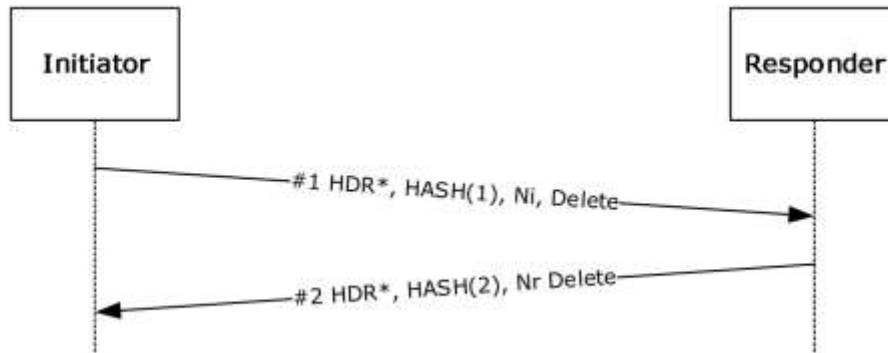 Initiator
Responder
#1 HDR*, HASH(1), Ni, Delete
#2 HDR*, HASH(2), Nr Delete